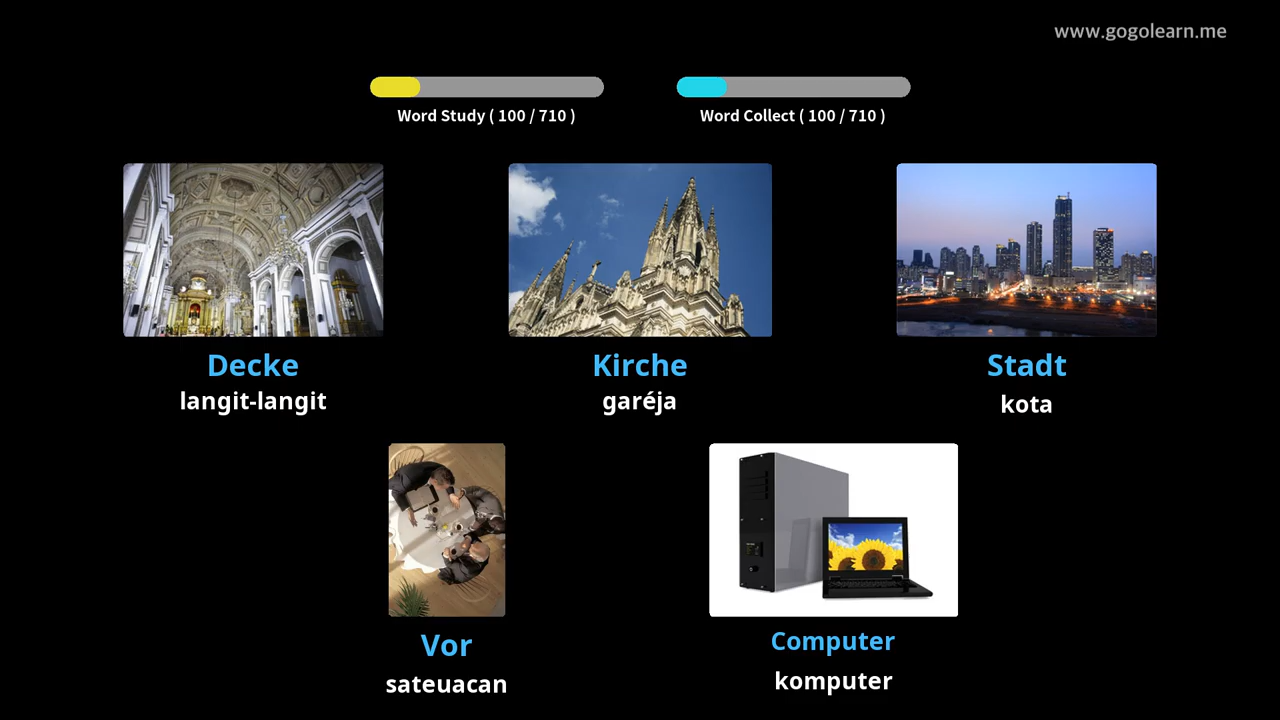 www.gogolearn.me
Word Study ( 100 / 710 )
Word Collect ( 100 / 710 )
Decke
langit-langit
Kirche
garéja
Stadt
kota
Vor
sateuacan
Computer
komputer